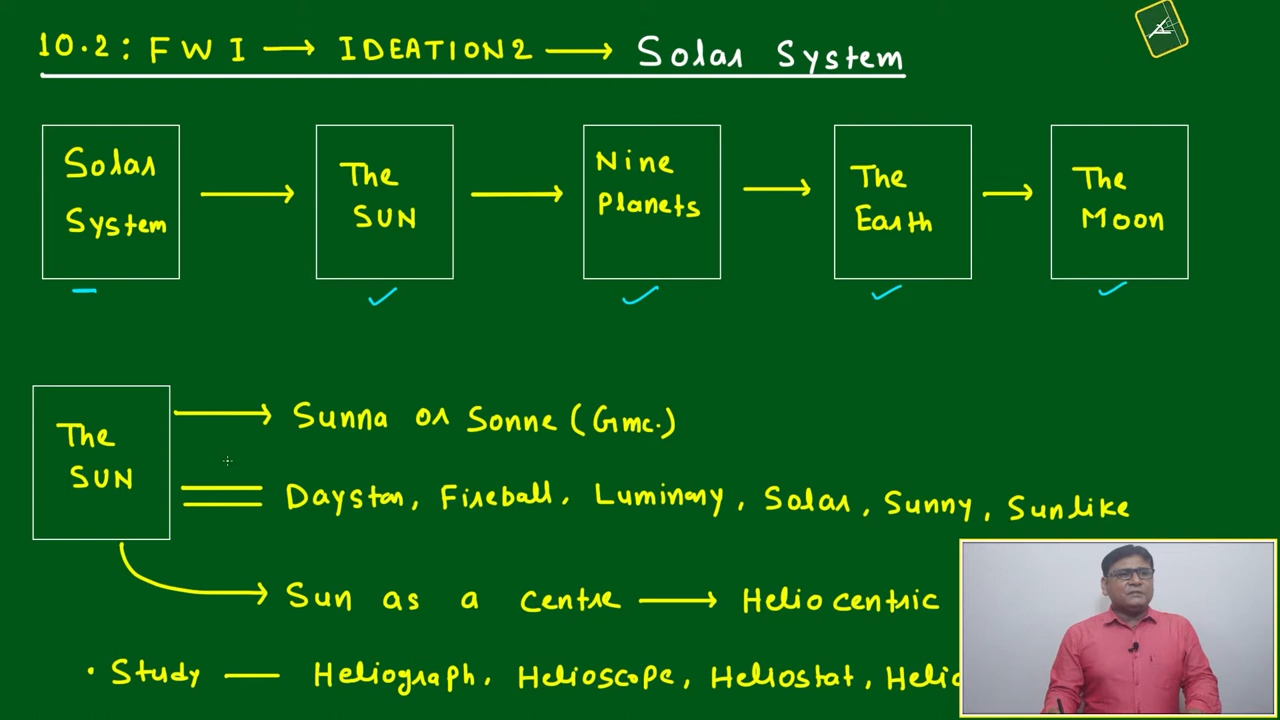 10.2: FWI → IDEATION2 → Solar System
Solar System → The SUN → Nine Planets → The Earth → The Moon
The SUN
→ Sunna or Sonne (Gmc.)
= Daystar, Fireball, Luminary, Solar, Sunny, Sunlike
→ Sun as a centre → Heliocentric
• Study — Heliograph, Helioscope, Heliostat,